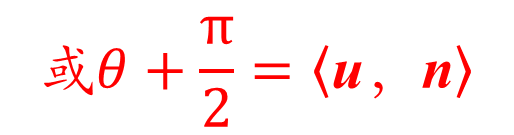 或θ + π/2 = ⟨u, n⟩